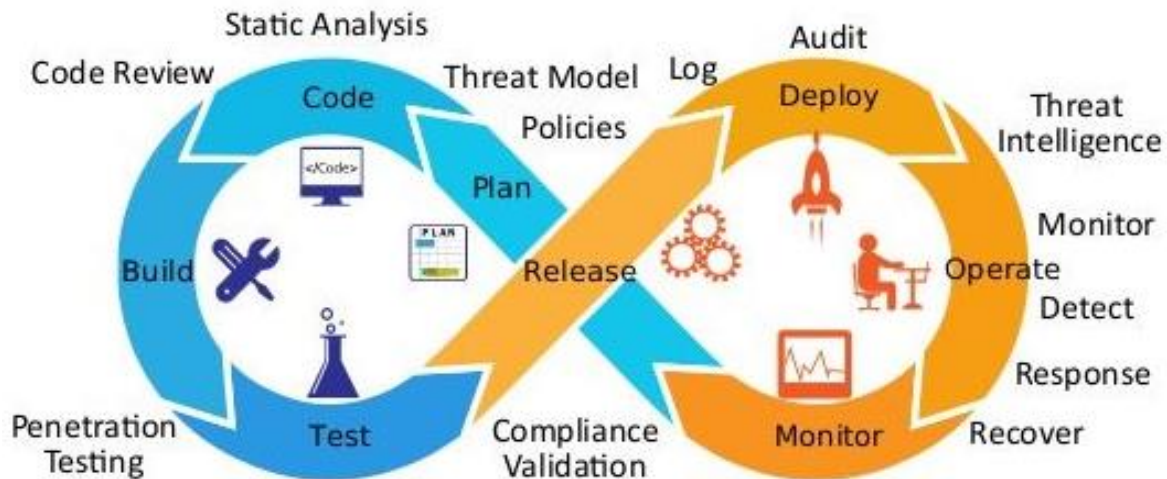 Static Analysis
Audit
Code Review
Threat Model
Log
Code
Deploy
Threat
Intelligence
Policies
</Code>
Plan
PLAN
Monitor
Build
Release
Operate
Detect
Response
Penetration
Testing
Test
Compliance
Validation
Monitor
Recover